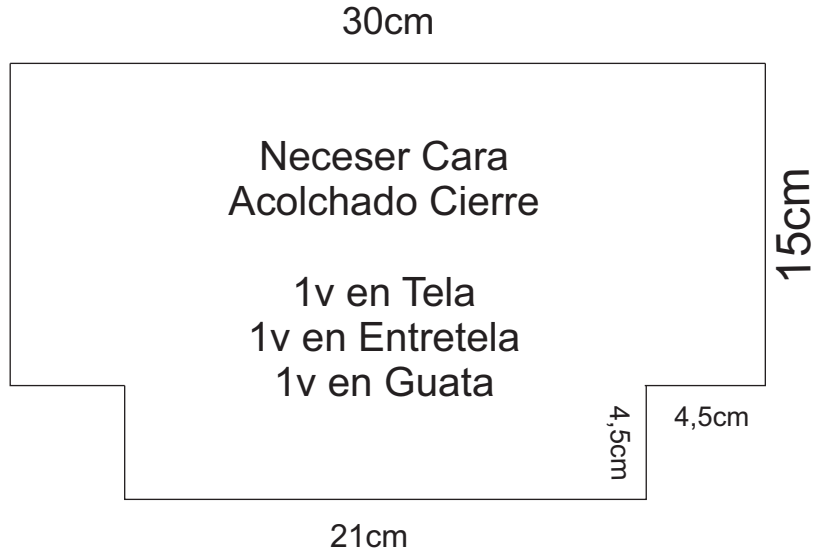 30cm
Neceser Cara
Acolchado Cierre
15cm
1v en Tela
1v en Entretela
1v en Guata
4,5cm
4,5cm
21cm